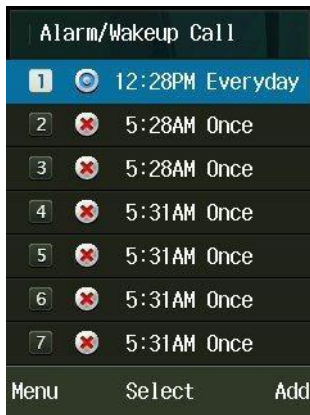 Alarm/Wakeup Call
1 12:28PM Everyday
2 5:28AM Once
3 5:28AM Once
4 5:31AM Once
5 5:31AM Once
6 5:31AM Once
7 5:31AM Once
Menu Select Add